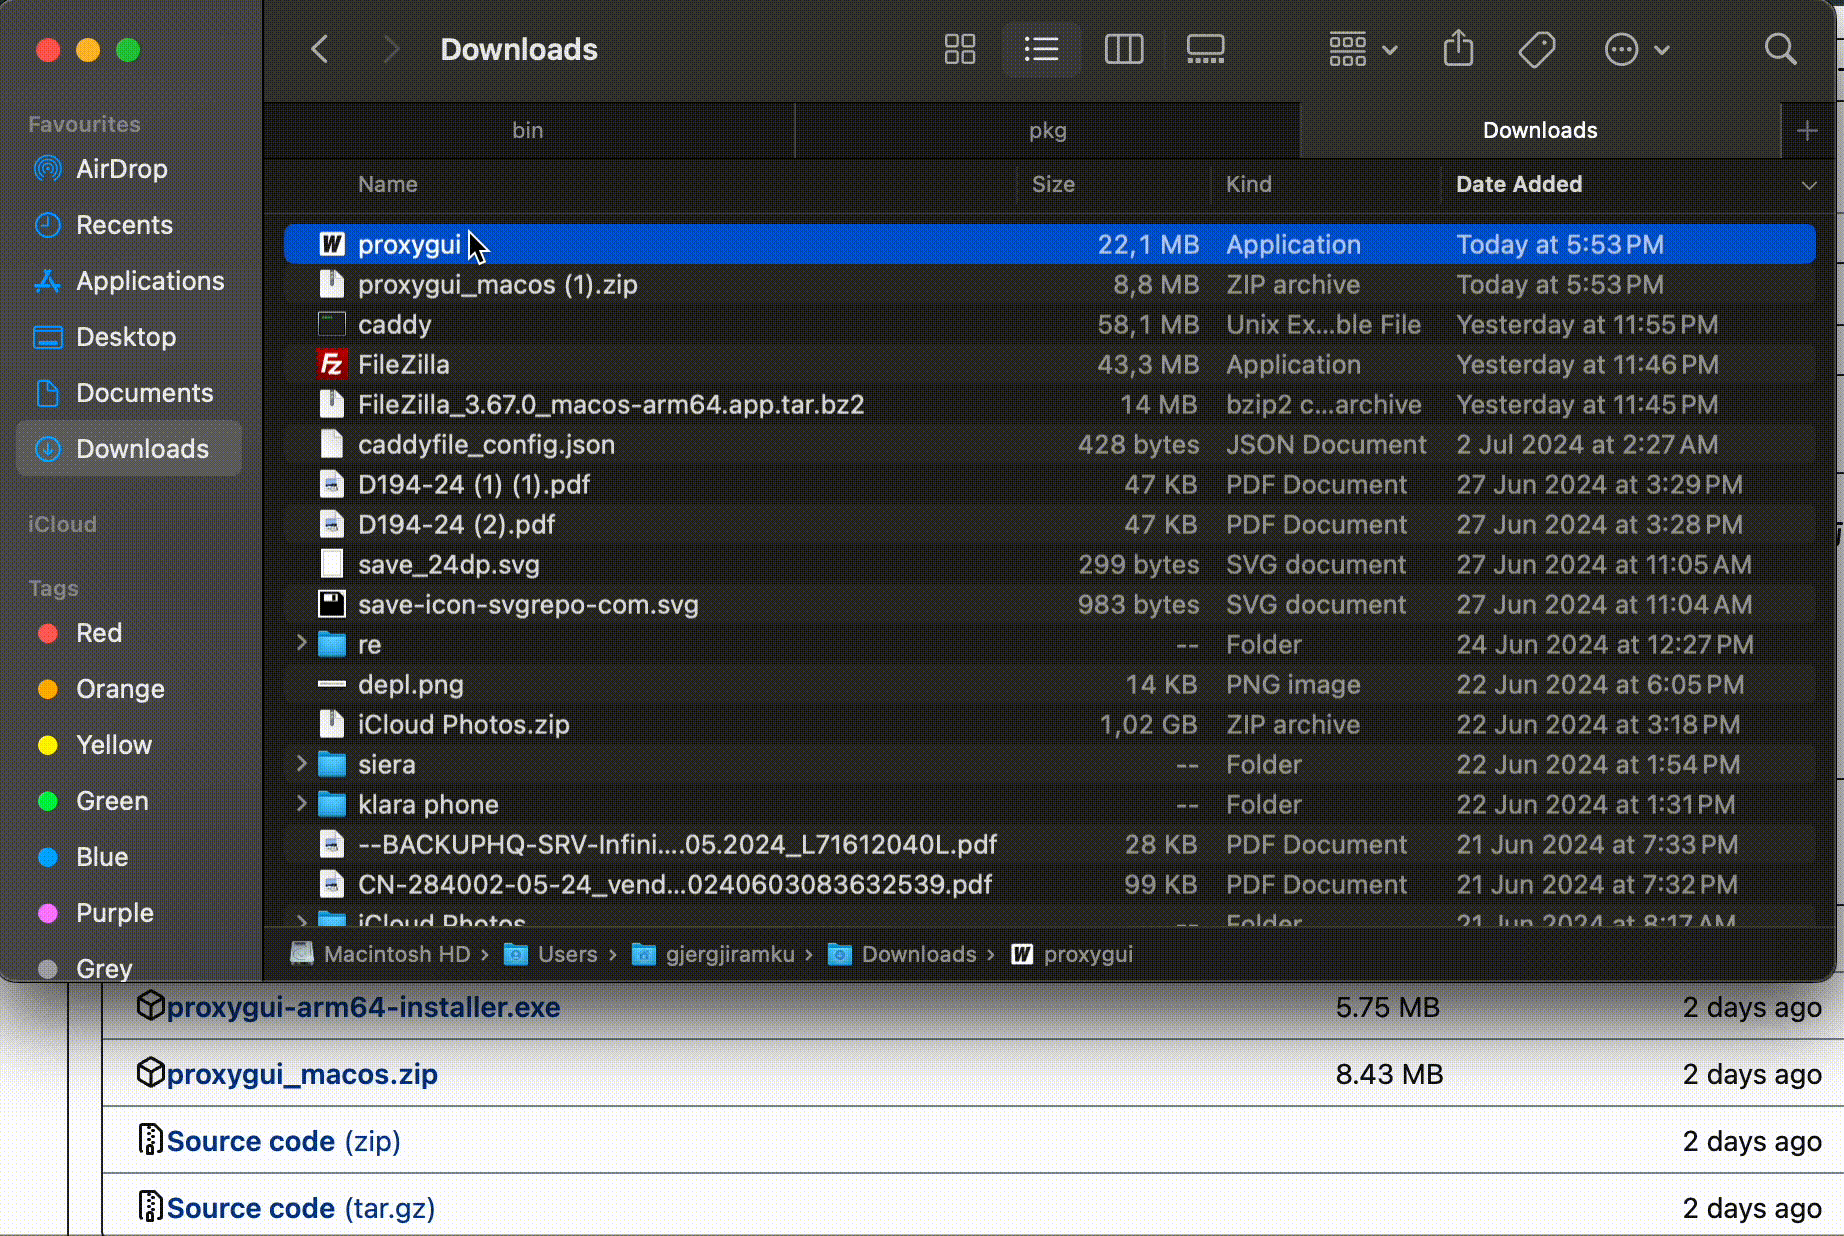 Downloads
Favourites
AirDrop
Recents
Applications
Desktop
Documents
Downloads
iCloud
Tags
Red
Orange
Yellow
Green
Blue
Purple
Grey
bin pkg Downloads
Name Size Kind Date Added
proxygui 22,1 MB Application Today at 5:53 PM
proxygui_macos (1).zip 8,8 MB ZIP archive Today at 5:53 PM
caddy 58,1 MB Unix Ex...ble File Yesterday at 11:55 PM
FileZilla 43,3 MB Application Yesterday at 11:46 PM
FileZilla_3.67.0_macos-arm64.app.tar.bz2 14 MB bzip2 c...archive Yesterday at 11:45 PM
caddyfile_config.json 428 bytes JSON Document 2 Jul 2024 at 2:27 AM
D194-24 (1) (1).pdf 47 KB PDF Document 27 Jun 2024 at 3:29 PM
D194-24 (2).pdf 47 KB PDF Document 27 Jun 2024 at 3:28 PM
save_24dp.svg 299 bytes SVG document 27 Jun 2024 at 11:05 AM
save-icon-svgrepo-com.svg 983 bytes SVG document 27 Jun 2024 at 11:04 AM
re -- Folder 24 Jun 2024 at 12:27 PM
depl.png 14 KB PNG image 22 Jun 2024 at 6:05 PM
iCloud Photos.zip 1,02 GB ZIP archive 22 Jun 2024 at 3:18 PM
siera -- Folder 22 Jun 2024 at 1:54 PM
klara phone -- Folder 22 Jun 2024 at 1:31 PM
--BACKUPHQ-SRV-Infini....05.2024_L71612040L.pdf 28 KB PDF Document 21 Jun 2024 at 7:33 PM
CN-284002-05-24_vend...0240603083632539.pdf 99 KB PDF Document 21 Jun 2024 at 7:32 PM
iCloud Photos -- Folder 21 Jun 2024 at 8:17 AM
Macintosh HD › Users › gjergjiramku › Downloads › proxygui
proxygui-arm64-installer.exe 5.75 MB 2 days ago
proxygui_macos.zip 8.43 MB 2 days ago
Source code (zip) 2 days ago
Source code (tar.gz) 2 days ago